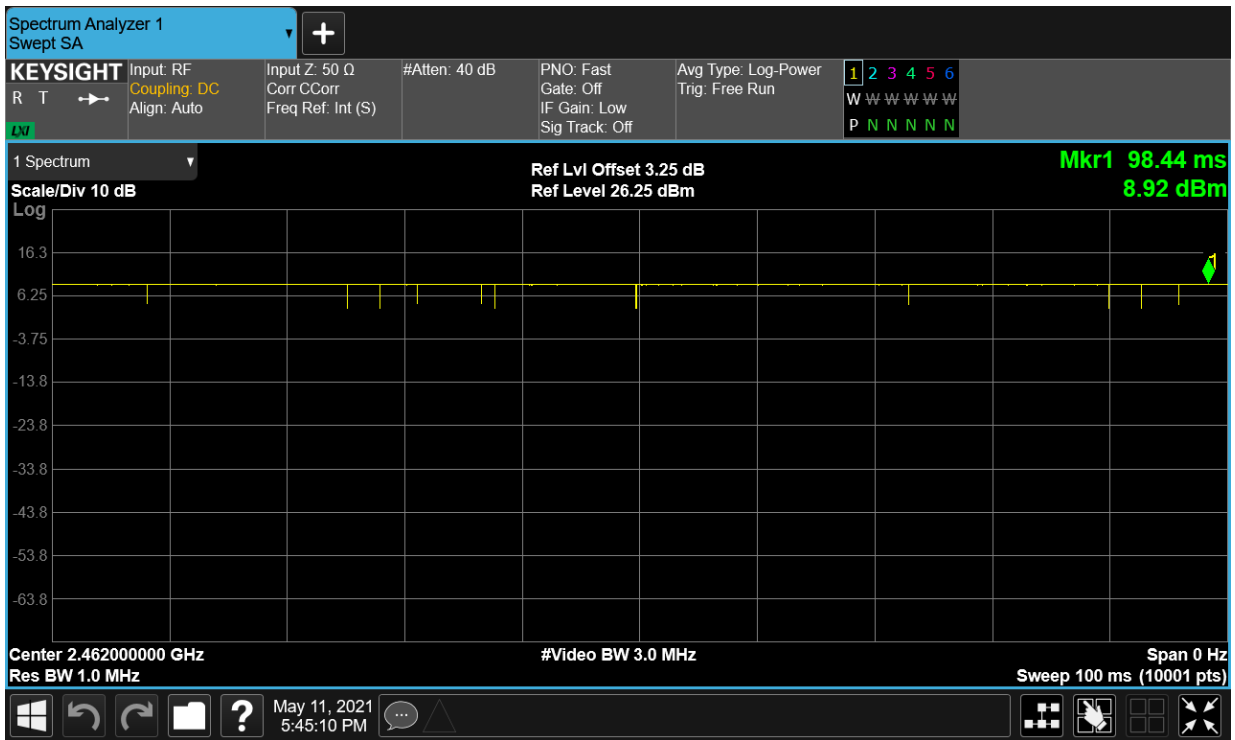 Spectrum Analyzer 1
Swept SA
KEYSIGHT
R T
LXI
Input: RF
Coupling: DC
Align: Auto
Input Z: 50 Ω
Corr CCorr
Freq Ref: Int (S)
#Atten: 40 dB
PNO: Fast
Gate: Off
IF Gain: Low
Sig Track: Off
Avg Type: Log-Power
Trig: Free Run
1 2 3 4 5 6
W W W W W W
P N N N N N
1 Spectrum
Scale/Div 10 dB
Log
Ref Lvl Offset 3.25 dB
Ref Level 26.25 dBm
Mkr1 98.44 ms
8.92 dBm
1
16.3
6.25
-3.75
-13.8
-23.8
-33.8
-43.8
-53.8
-63.8
Center 2.462000000 GHz
Res BW 1.0 MHz
#Video BW 3.0 MHz
Span 0 Hz
Sweep 100 ms (10001 pts)
?
May 11, 2021
5:45:10 PM